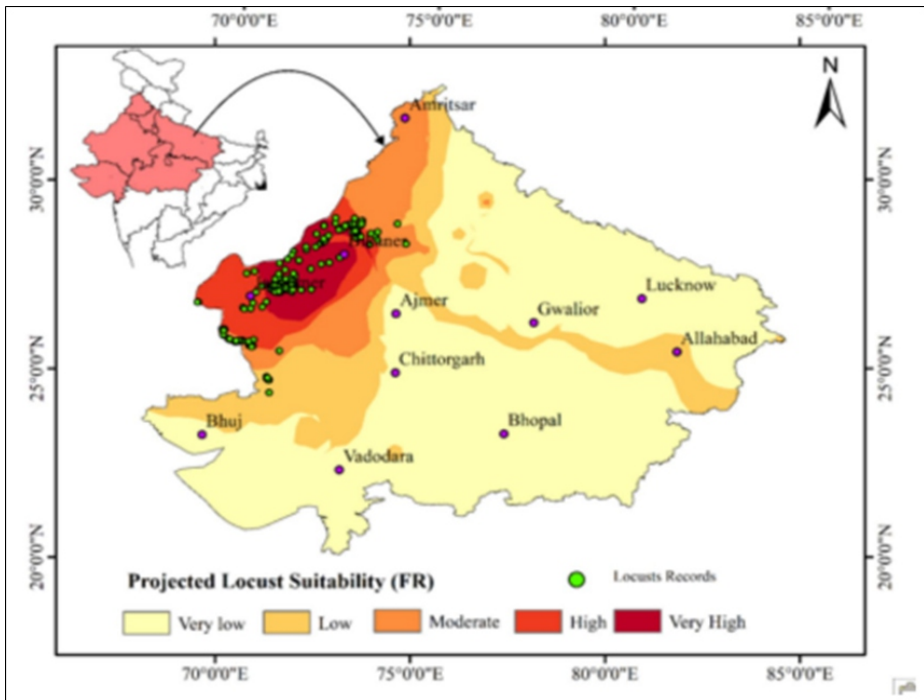 70°0'0"E 75°0'0"E 80°0'0"E 85°0'0"E
N
Amritsar
30°0'0"N 30°0'0"N
Lucknow
Ajmer
Gwalior
Allahabad
Chittorgarh
25°0'0"N 25°0'0"N
Bhuj
Bhopal
Vadodara
20°0'0"N 20°0'0"N
Projected Locust Suitability (FR)
Locusts Records
Very low Low Moderate High Very High
70°0'0"E 75°0'0"E 80°0'0"E 85°0'0"E